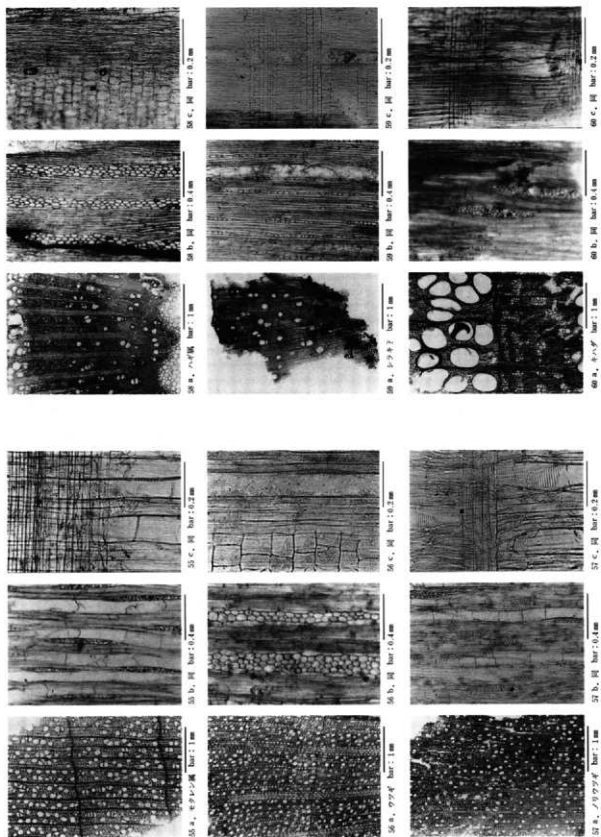 55 a. モクレン属 bar : 1 mm
55 b. 同 bar : 0.4 mm
55 c. 同 bar : 0.2 mm
56 a. ウツギ bar : 1 mm
56 b. 同 bar : 0.4 mm
56 c. 同 bar : 0.2 mm
57 a. ノリウツギ bar : 1 mm
57 b. 同 bar : 0.4 mm
57 c. 同 bar : 0.2 mm
58 a. ハギ属 bar : 1 mm
58 b. 同 bar : 0.4 mm
58 c. 同 bar : 0.2 mm
59 a. シラキ? bar : 1 mm
59 b. 同 bar : 0.4 mm
59 c. 同 bar : 0.2 mm
60 a. キハダ bar : 1 mm
60 b. 同 bar : 0.4 mm
60 c. 同 bar : 0.2 mm